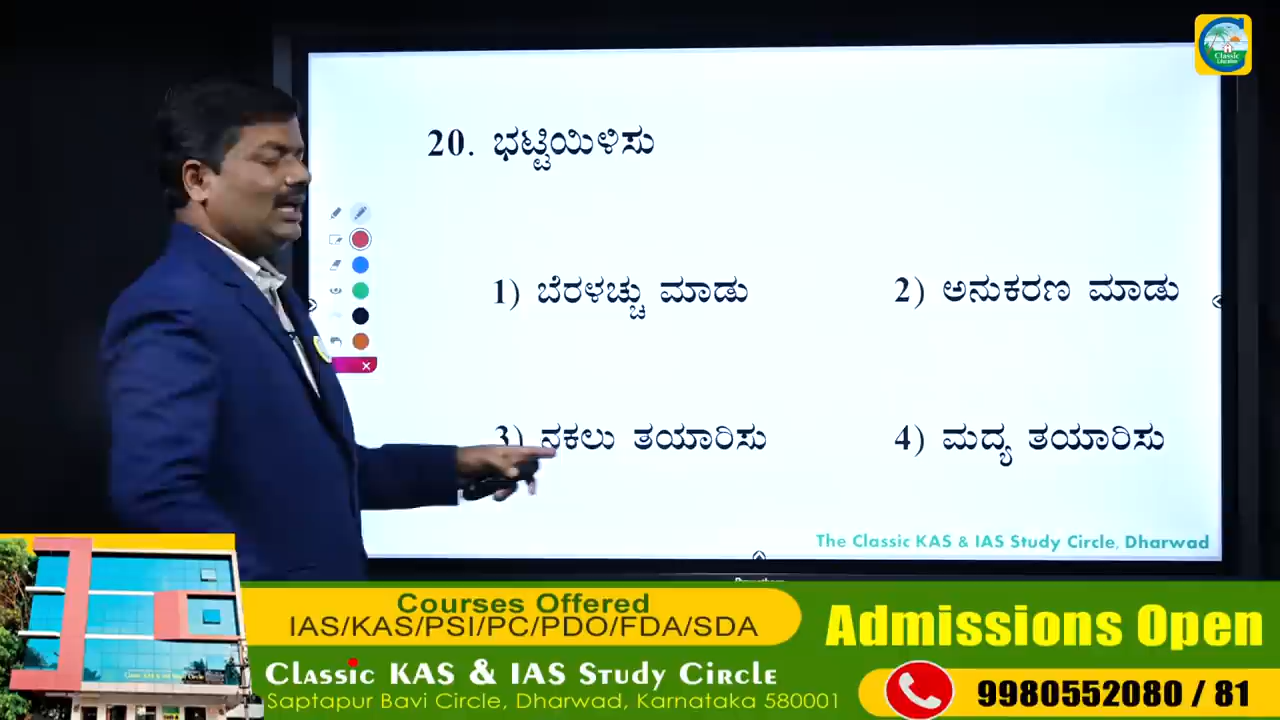 Classic
Education
20. ಭಟ್ಟಿಯಿಳಿಸು
1) ಬೆರಳಚ್ಚು ಮಾಡು
2) ಅನುಕರಣ ಮಾಡು
3) ನಕಲು ತಯಾರಿಸು
4) ಮದ್ಯ ತಯಾರಿಸು
The Classic KAS & IAS Study Circle, Dharwad
Courses Offered
IAS/KAS/PSI/PC/PDO/FDA/SDA
Admissions Open
Classic KAS & IAS Study Circle
Saptapur Bavi Circle, Dharwad, Karnataka 580001
9980552080 / 81